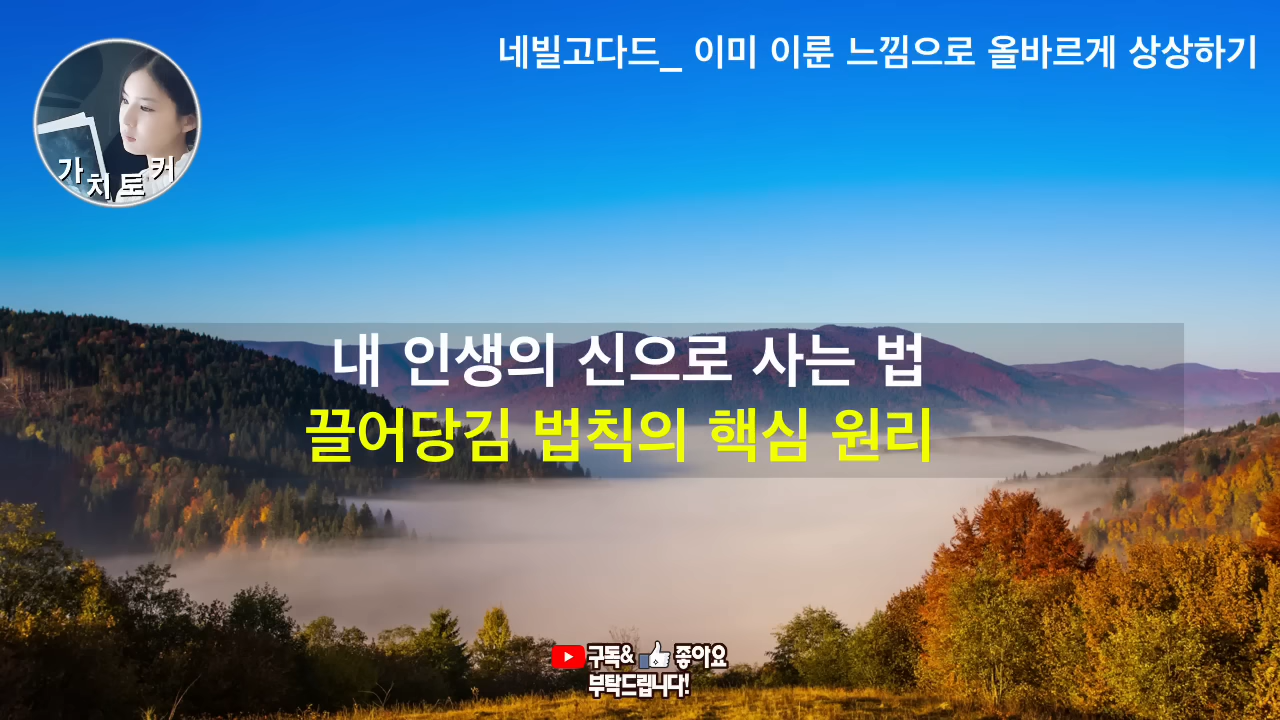 네빌고다드_ 이미 이룬 느낌으로 올바르게 상상하기
가치토커
내 인생의 신으로 사는 법
끌어당김 법칙의 핵심 원리
구독& 좋아요
부탁드립니다!